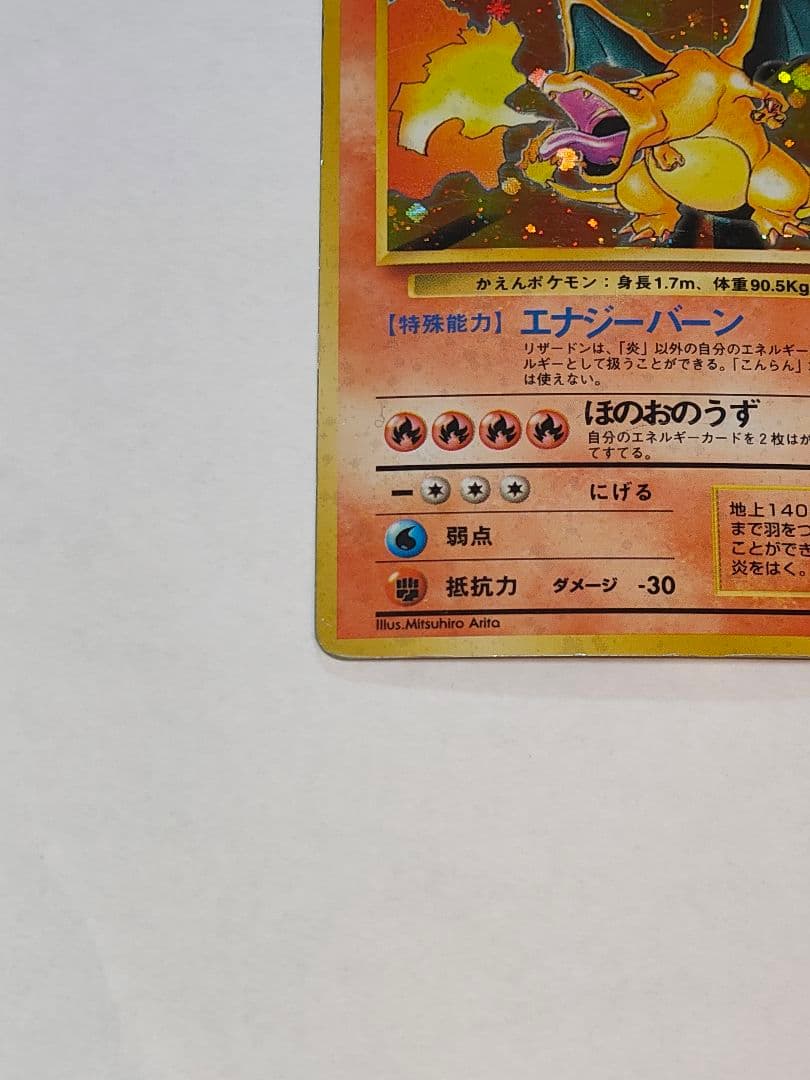 かえんポケモン：身長1.7m、体重90.5Kg
【特殊能力】エナジーバーン
リザードンは、「炎」以外の自分のエネルギー
ルギーとして扱うことができる。「こんらん」
は使えない。
ほのおのうず
自分のエネルギーカードを2枚はが
てすてる。
にげる
弱点
抵抗力 ダメージ -30
地上140
まで羽をつ
ことができ
炎をはく。
Illus.Mitsuhiro Arita